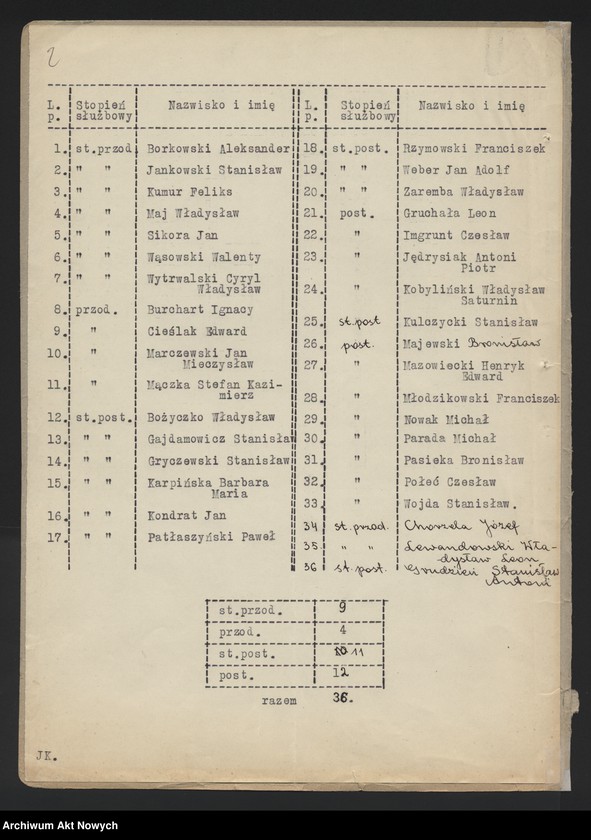 2
L. Stopień Nazwisko i imię
p. służbowy
1. st.przod. Borkowski Aleksander
2. " " Jankowski Stanisław
3. " " Kumur Feliks
4. " " Maj Władysław
5. " " Sikora Jan
6. " " Wąsowski Walenty
7. " " Wytrwalski Cyryl
Władysław
8. przod. Burchart Ignacy
9. " Cieślak Edward
10. " Marczewski Jan
Mieczysław
11. " Mączka Stefan Kazi-
mierz
12. st.post. Bożyczko Władysław
13. " " Gajdamowicz Stanisław
14. " " Gryczewski Stanisław
15. " " Karpińska Barbara
Maria
16. " " Kondrat Jan
17. " " Patłaszyński Paweł
L. Stopień Nazwisko i imię
p. służbowy
18. st.post. Rzymowski Franciszek
19. " " Weber Jan Adolf
20. " " Zaremba Władysław
21. post. Gruchała Leon
22. " Imgrunt Czesław
23. " Jędrysiak Antoni
Piotr
24. " Kobyliński Władysław
Saturnin
25. st.post Kulczycki Stanisław
26. post. Majewski Bronisław
27. " Mazowiecki Henryk
Edward
28. " Młodzikowski Franciszek
29. " Nowak Michał
30. " Parada Michał
31. " Pasieka Bronisław
32. " Połeć Czesław
33. " Wojda Stanisław.
34 st.przod. Chorzela Józef
35. " " Lewandowski Wła-
dysław Leon
36 st.post. Grudzień Stanisław
Antoni
st.przod. 9
przod. 4
st.post. 10 11
post. 12
razem 36.
JK.
Archiwum Akt Nowych